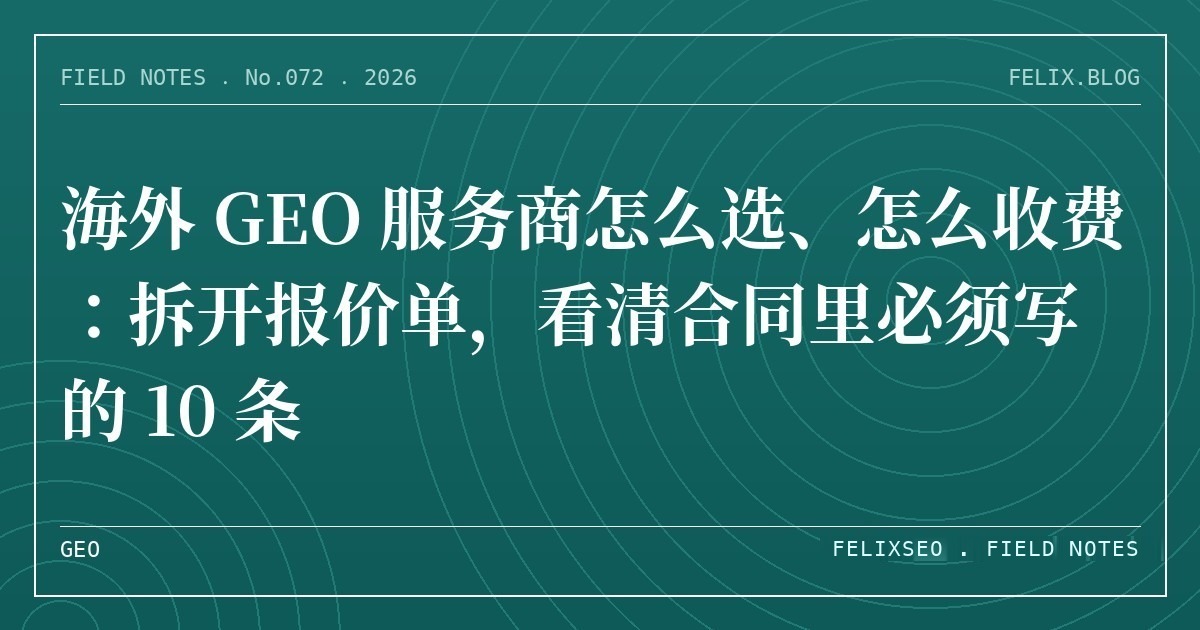 FIELD NOTES . No.072 . 2026
FELIX.BLOG
海外 GEO 服务商怎么选、怎么收费
：拆开报价单，看清合同里必须写
的 10 条
GEO
FELIXSEO . FIELD NOTES